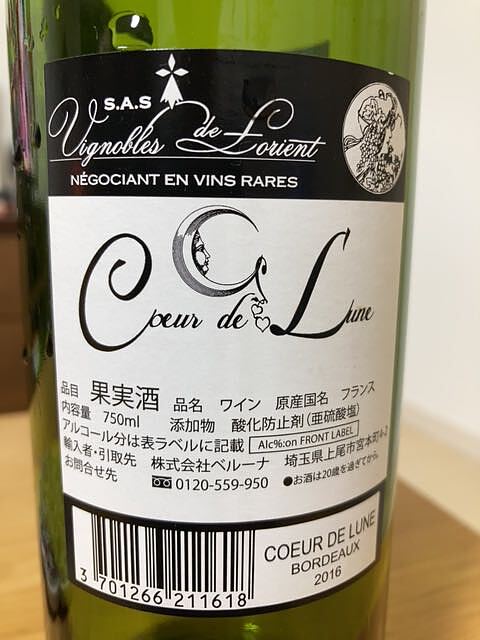 S.A.S
Vignobles de Lorient
NÉGOCIANT EN VINS RARES
Coeur de Lune
品目 果実酒 品名 ワイン 原産国名 フランス
内容量 750ml 添加物 酸化防止剤(亜硫酸塩)
アルコール分は表ラベルに記載 Alc%:on FRONT LABEL
輸入者・引取先 株式会社ベルーナ 埼玉県上尾市宮本町4-2
お問合せ先 0120-559-950 ●お酒は20歳を過ぎてから。
3 701266 211618
COEUR DE LUNE
BORDEAUX
2016